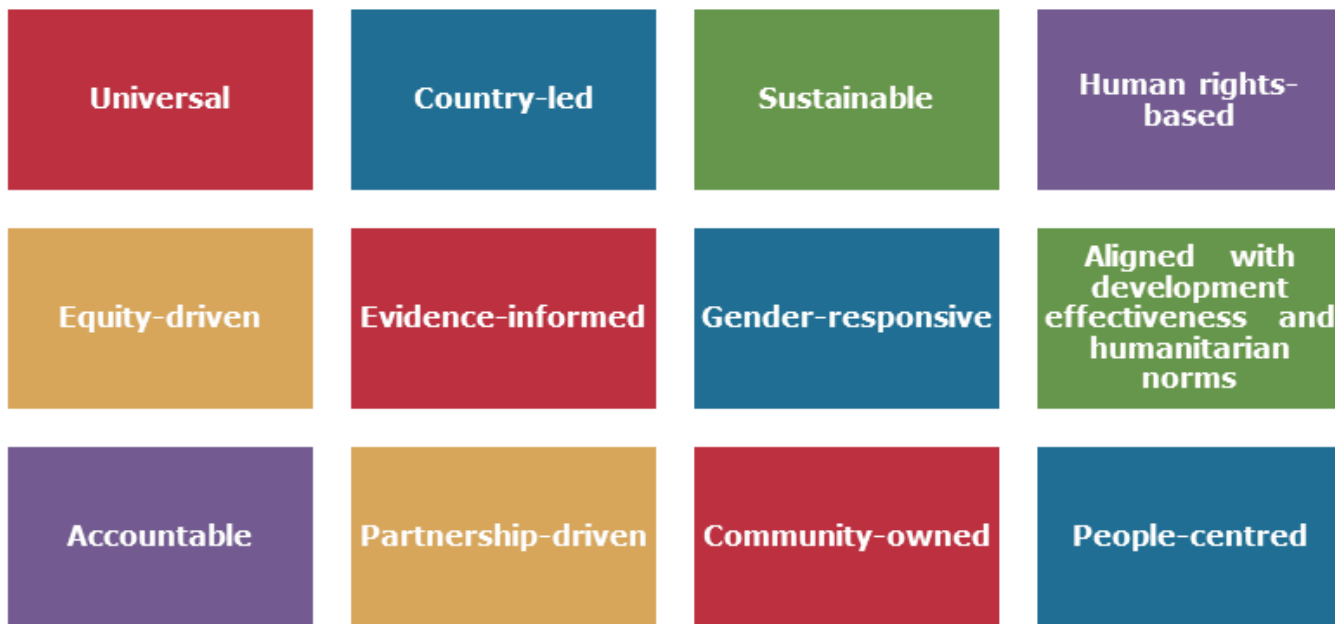 Universal
Country-led
Sustainable
Human rights-
based
Equity-driven
Evidence-informed
Gender-responsive
Aligned with
development
effectiveness and
humanitarian
norms
Accountable
Partnership-driven
Community-owned
People-centred